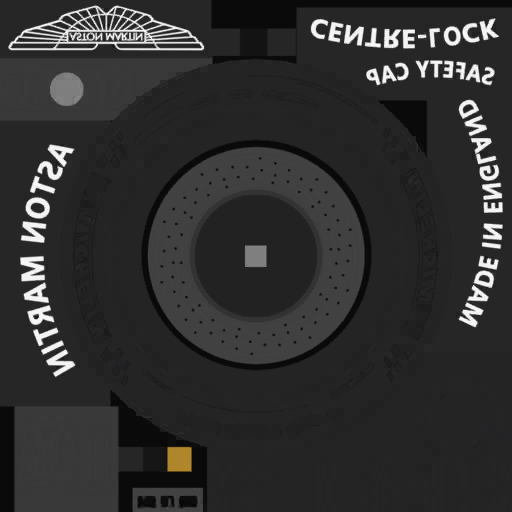 ASTON MARTIN
CENTRE-LOCK
SAFETY CAP
ASTON MARTIN
MADE IN ENGLAND